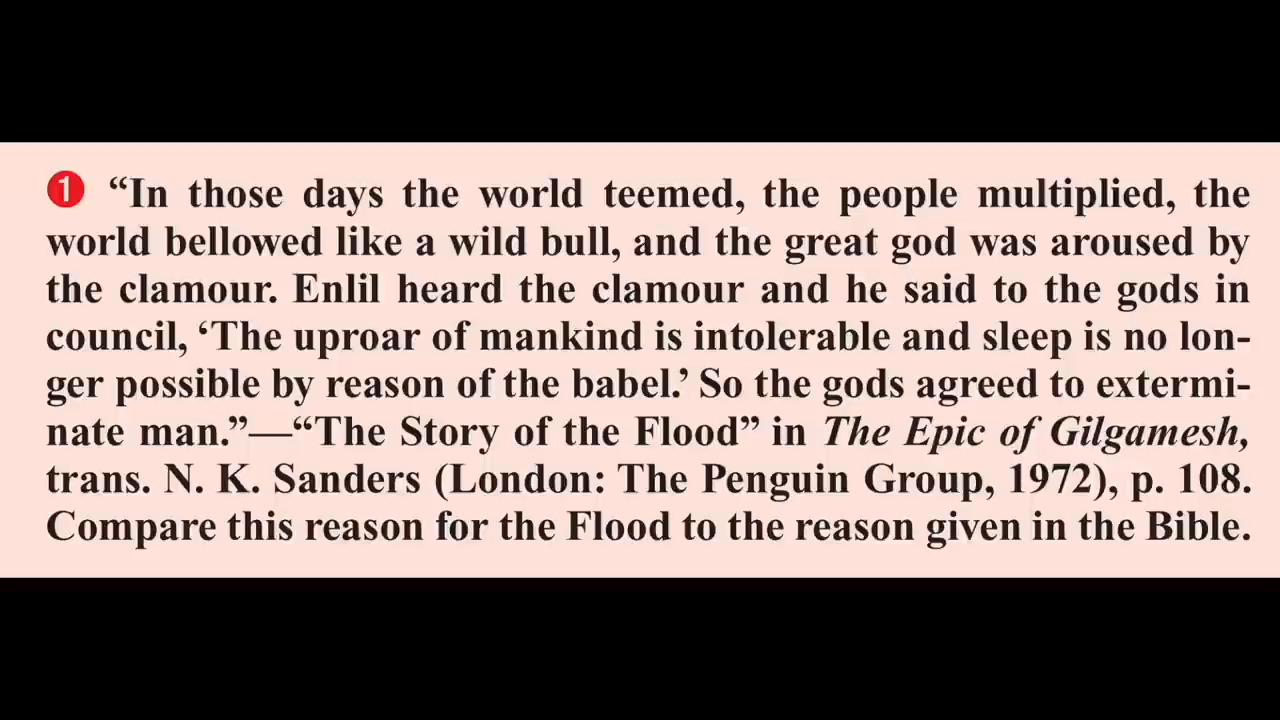 1 “In those days the world teemed, the people multiplied, the
world bellowed like a wild bull, and the great god was aroused by
the clamour. Enlil heard the clamour and he said to the gods in
council, ‘The uproar of mankind is intolerable and sleep is no lon-
ger possible by reason of the babel.’ So the gods agreed to extermi-
nate man.”—“The Story of the Flood” in The Epic of Gilgamesh,
trans. N. K. Sanders (London: The Penguin Group, 1972), p. 108.
Compare this reason for the Flood to the reason given in the Bible.